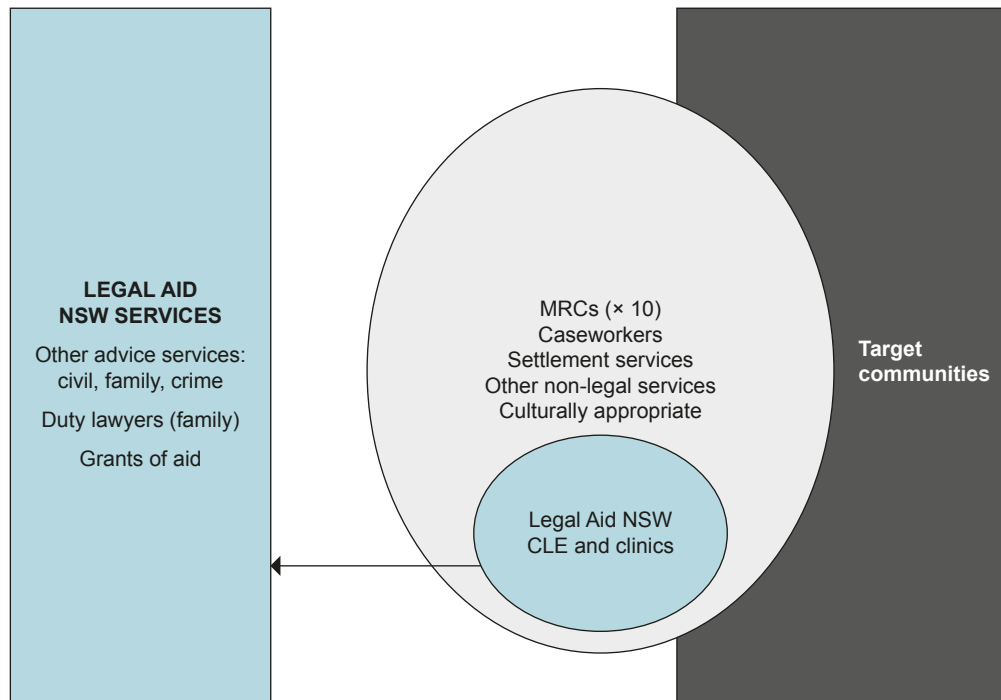 LEGAL AID
NSW SERVICES
Other advice services:
civil, family, crime
Duty lawyers (family)
Grants of aid
MRCs (× 10)
Caseworkers
Settlement services
Other non-legal services
Culturally appropriate
Legal Aid NSW
CLE and clinics
Target
communities